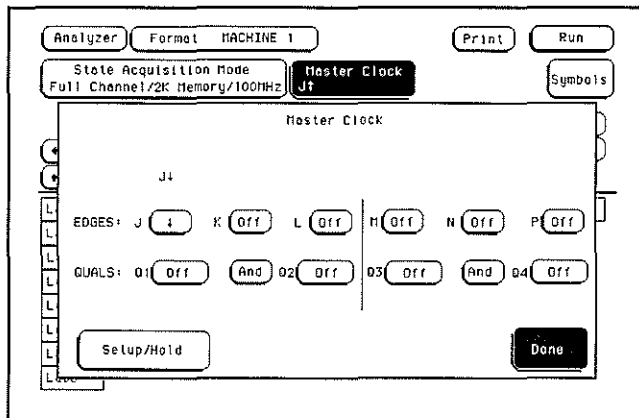 Analyzer Format MACHINE 1 Print Run
State Acquisition Mode
Full Channel/2K Memory/100MHz
Master Clock
J↑
Symbols
Master Clock
J↓
EDGES: J ↓ K Off L Off M Off N Off P Off
QUALS: Q1 Off And Q2 Off Q3 Off And Q4 Off
Setup/Hold Done